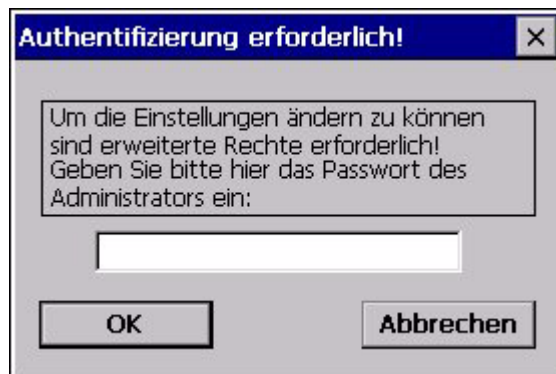 Authentifizierung erforderlich!
Um die Einstellungen ändern zu können
sind erweiterte Rechte erforderlich!
Geben Sie bitte hier das Passwort des
Administrators ein:
OK
Abbrechen